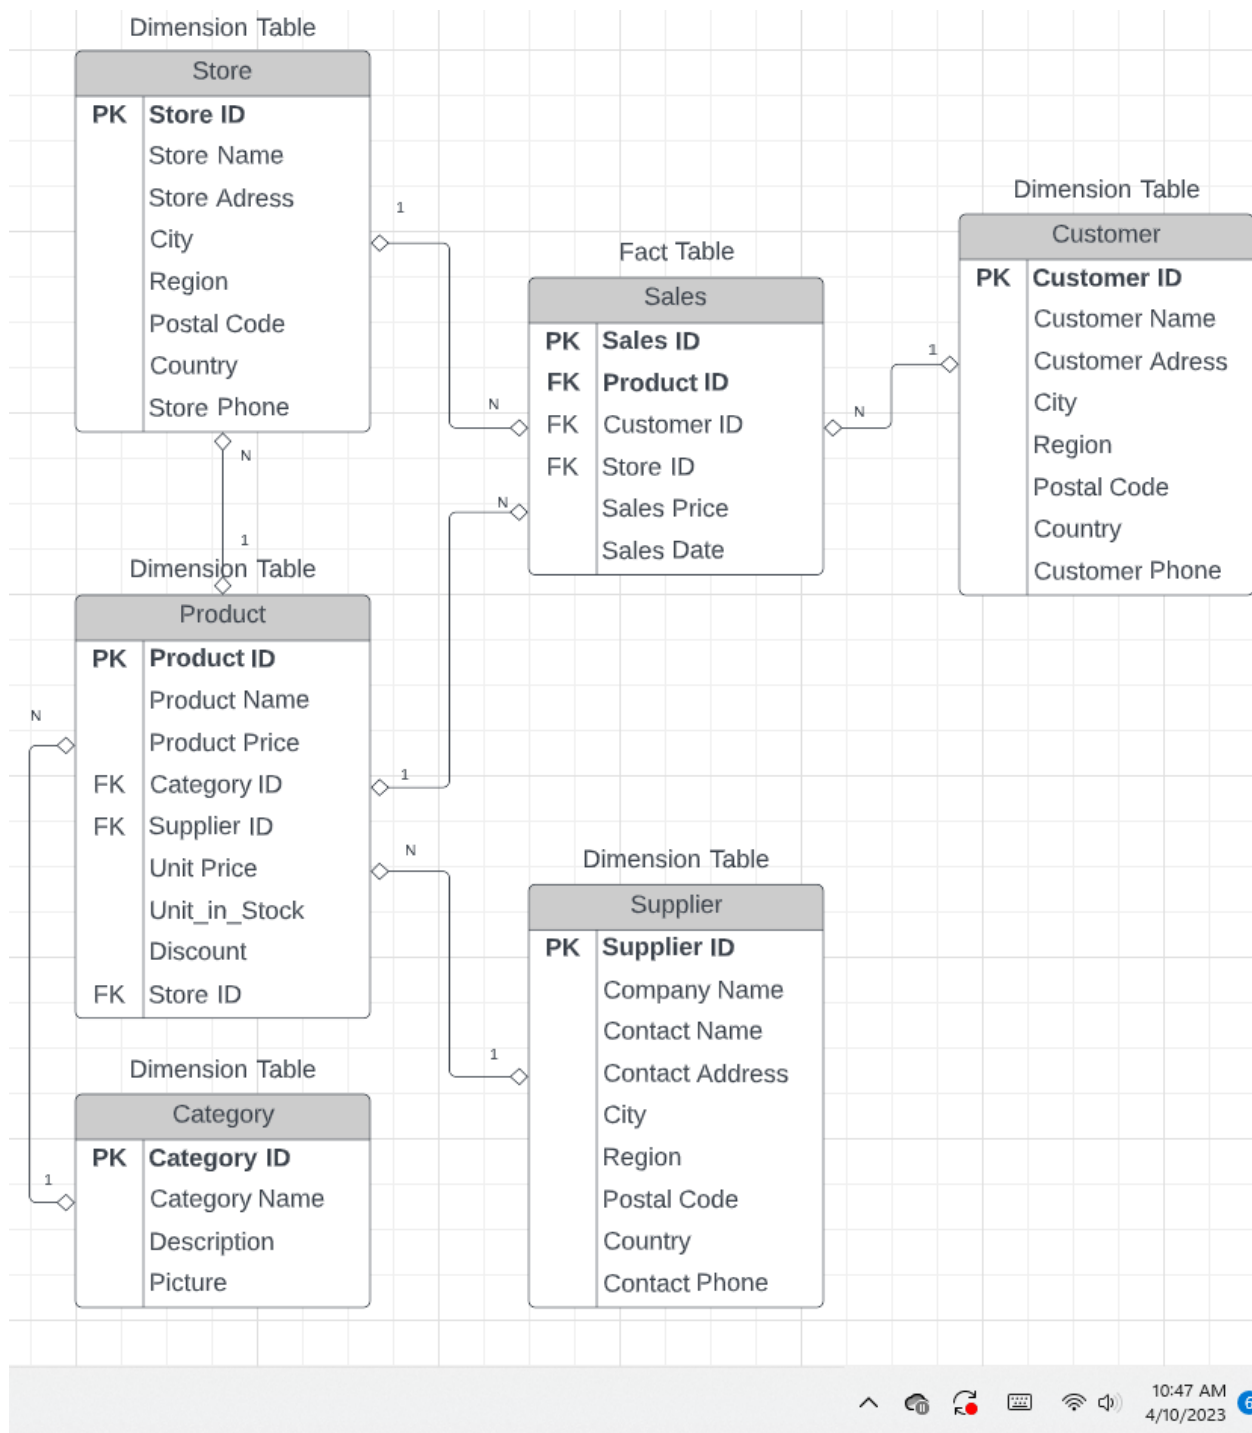 Dimension Table
Store
PK Store ID
Store Name
Store Adress
City
Region
Postal Code
Country
Store Phone
1
N
N
1
Dimension Table
Customer
PK Customer ID
Customer Name
Customer Adress
City
Region
Postal Code
Country
Customer Phone
1
N
Fact Table
Sales
PK Sales ID
FK Product ID
FK Customer ID
FK Store ID
Sales Price
Sales Date
N
1
Dimension Table
Product
PK Product ID
Product Name
Product Price
FK Category ID
FK Supplier ID
Unit Price
Unit_in_Stock
Discount
FK Store ID
N
1
N
1
Dimension Table
Supplier
PK Supplier ID
Company Name
Contact Name
Contact Address
City
Region
Postal Code
Country
Contact Phone
Dimension Table
Category
PK Category ID
Category Name
Description
Picture
10:47 AM
4/10/2023
6